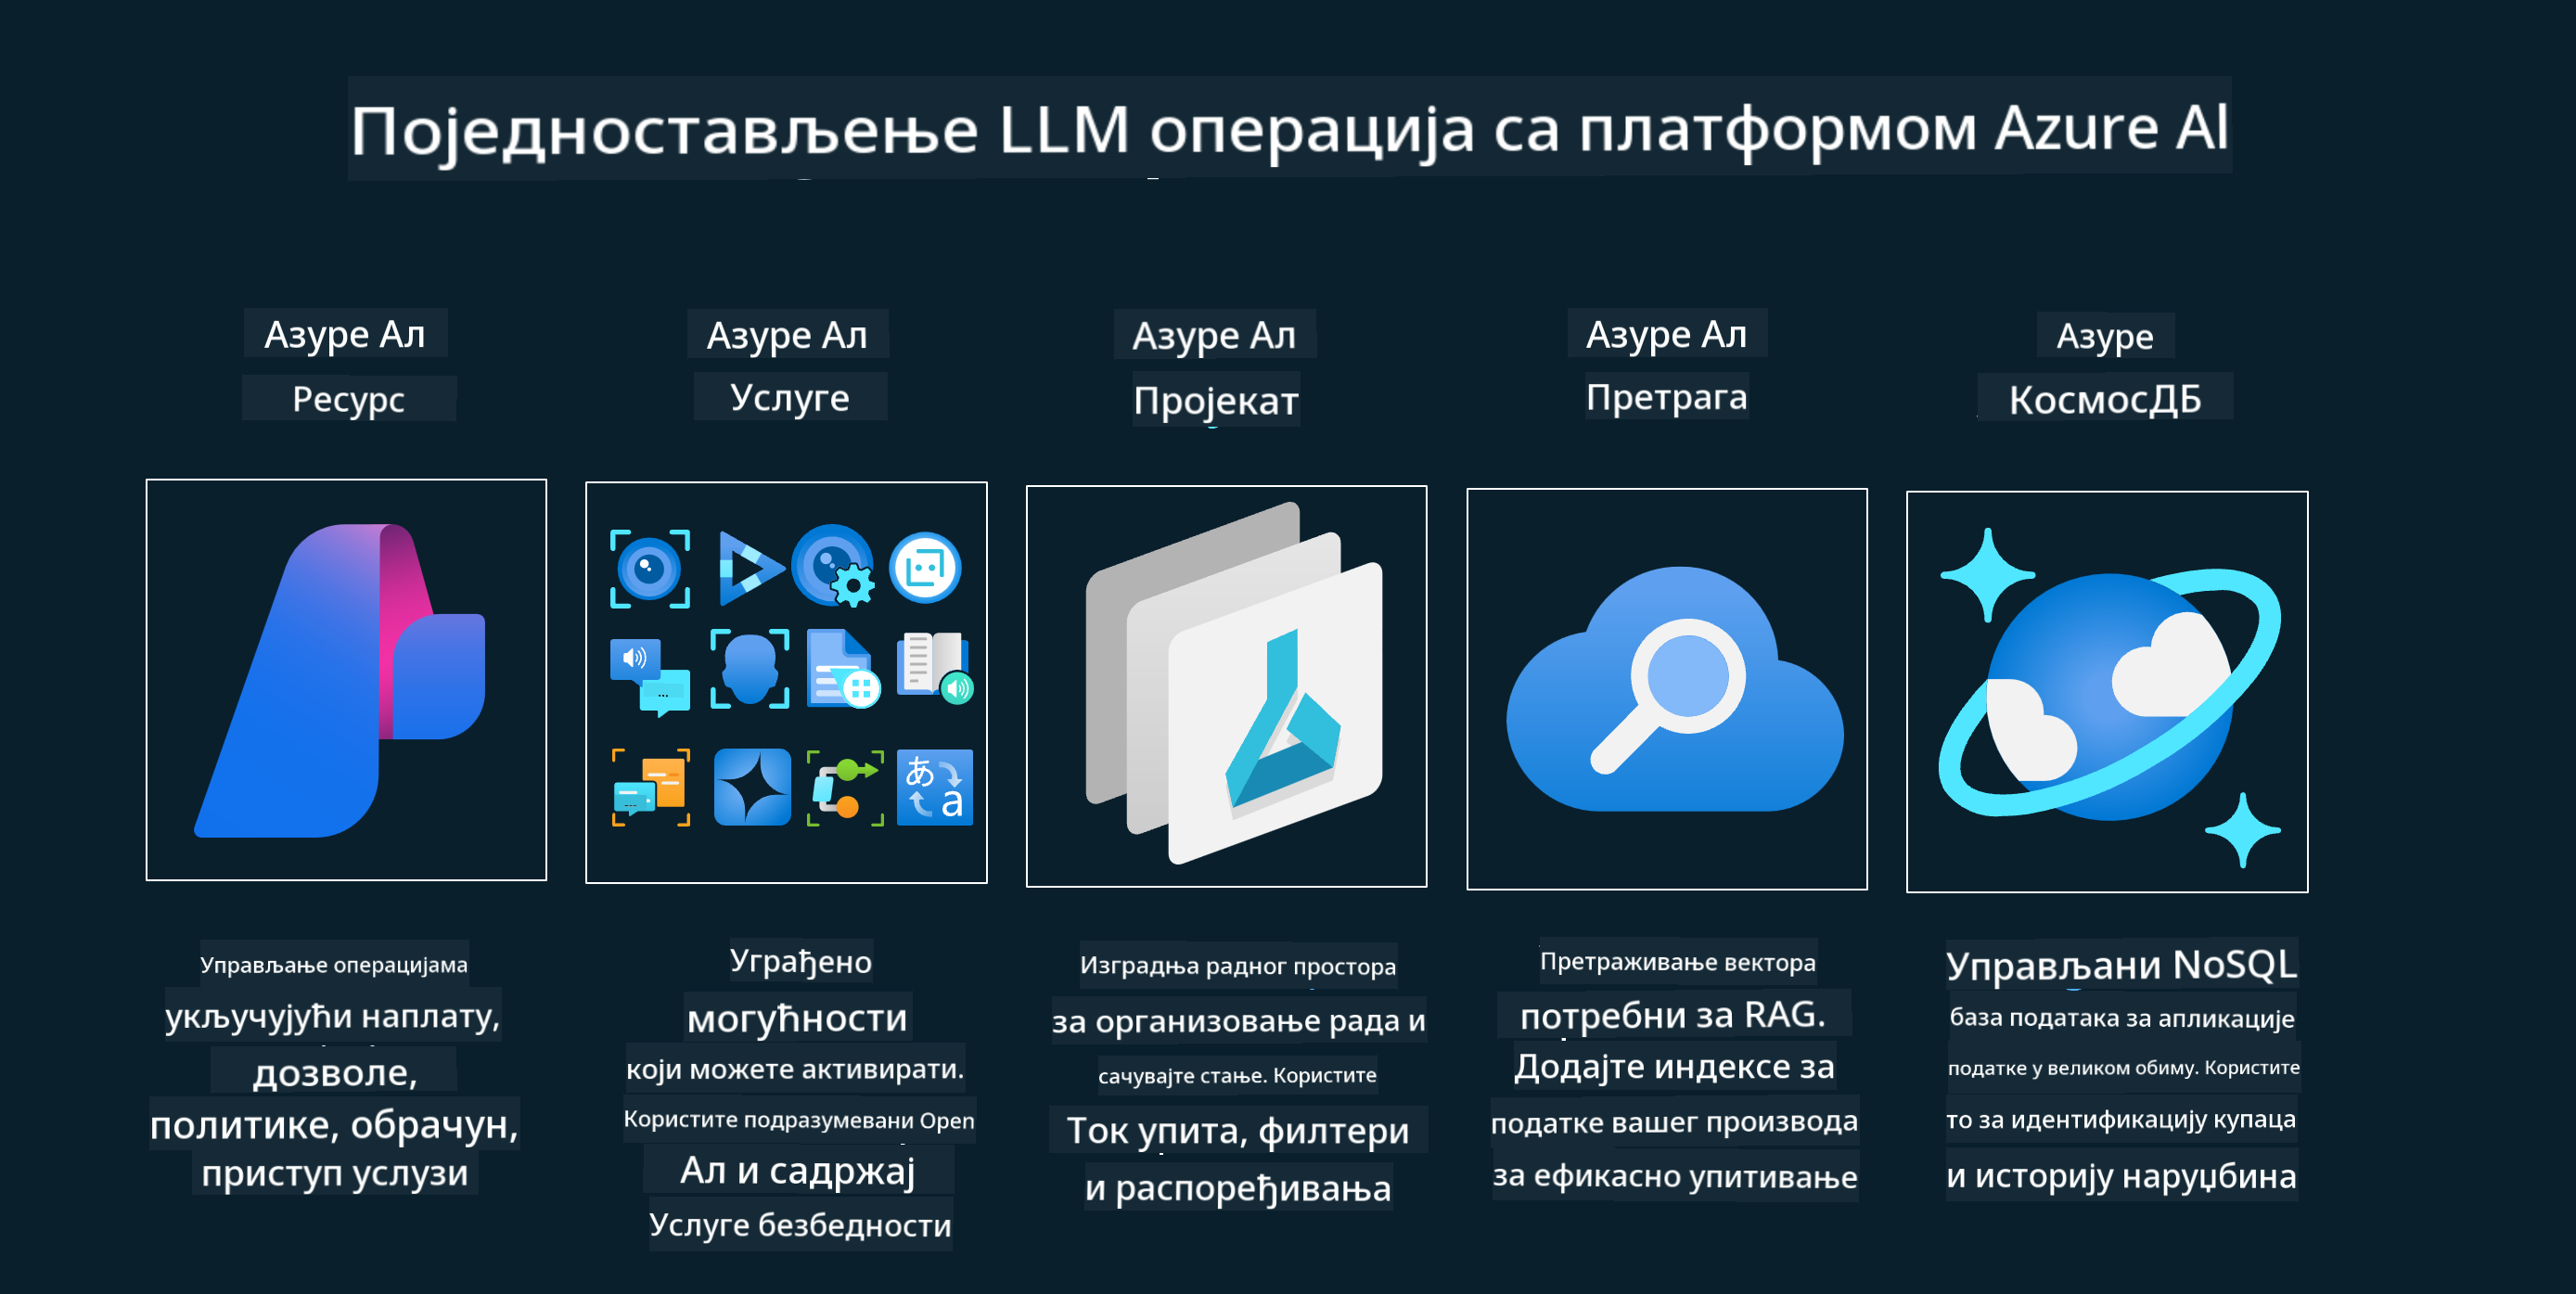 Поједностављење LLM операција са платформом Azure Al
Азуре Ал
Ресурс
Азуре Ал
Услуге
Азуре Ал
Пројекат
Азуре Ал
Претрага
Азуре
КосмосДБ
あ
a
Управљање операцијама
укључујући наплату,
дозволе,
политике, обрачун,
приступ услузи
Уграђено
могућности
који можете активирати.
Користите подразумевани Open
Ал и садржај
Услуге безбедности
Изградња радног простора
за организовање рада и
сачувајте стање. Користите
Ток упита, филтери
и распоређивања
Претраживање вектора
потребни за RAG.
Додајте индексе за
податке вашег производа
за ефикасно упитивање
Управљани NoSQL
база података за апликације
податке у великом обиму. Користите
то за идентификацију купаца
и историју наруџбина